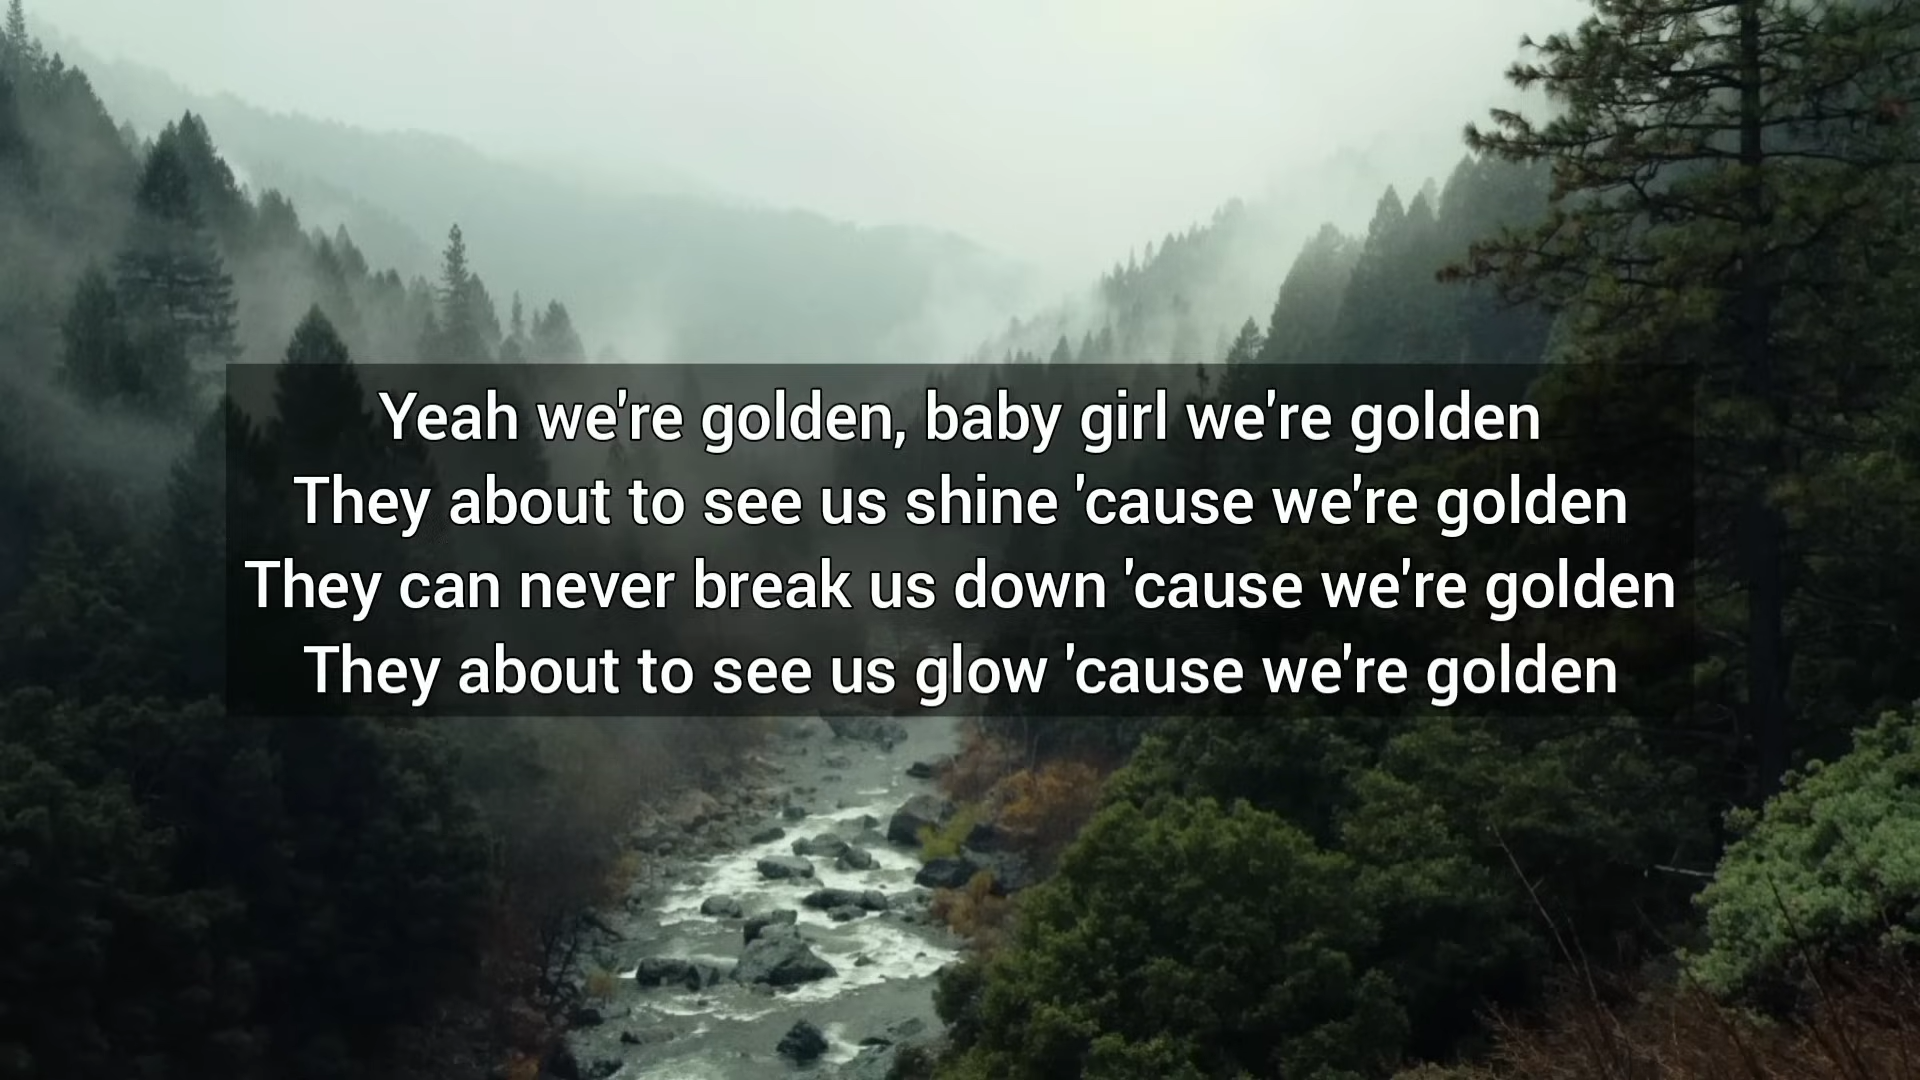 Yeah we're golden, baby girl we're golden
They about to see us shine 'cause we're golden
They can never break us down 'cause we're golden
They about to see us glow 'cause we're golden